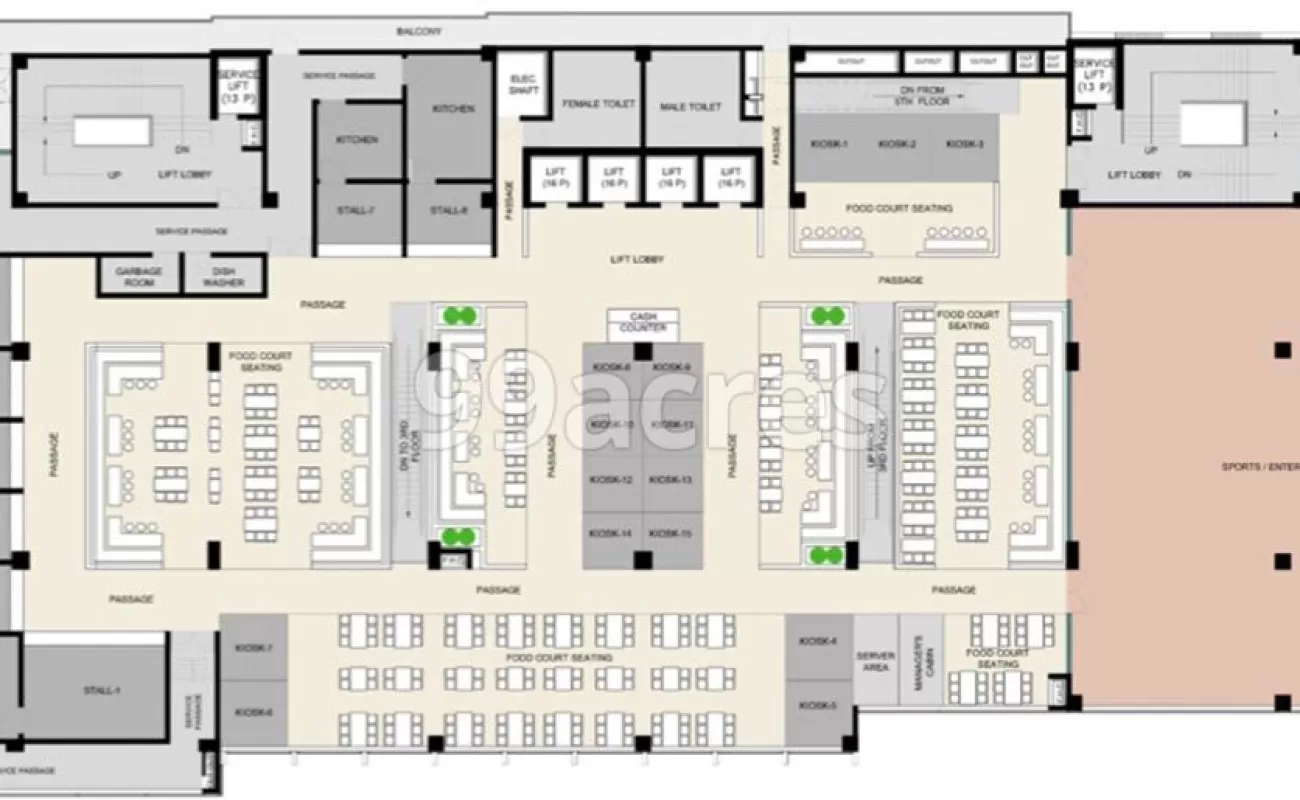 BALCONY
SERVICE
LIFT
(13 P)
SERVICE PASSAGE
KITCHEN
KITCHEN
ELEC.
SHAFT
FEMALE TOILET
MALE TOILET
PASSAGE
DN FROM
5TH FLOOR
SERVICE
LIFT
(13 P)
KIOSK-1
KIOSK-2
KIOSK-3
DN
UP
LIFT LOBBY
UP
LIFT LOBBY
DN
LIFT
(16 P)
LIFT
(16 P)
LIFT
(16 P)
LIFT
(16 P)
STALL-7
STALL-8
PASSAGE
FOOD COURT SEATING
SERVICE PASSAGE
LIFT LOBBY
GARBAGE
ROOM
DISH
WASHER
PASSAGE
PASSAGE
CASH
COUNTER
FOOD COURT
SEATING
FOOD COURT
SEATING
99acres
KIOSK-8
KIOSK-9
KIOSK-10
KIOSK-12
KIOSK-13
KIOSK-14
KIOSK-15
PASSAGE
DN TO 3RD
FLOOR
PASSAGE
PASSAGE
UP FROM
3RD FLOOR
SPORTS / ENTER
PASSAGE
PASSAGE
PASSAGE
KIOSK-7
KIOSK-6
FOOD COURT SEATING
KIOSK-4
KIOSK-5
SERVER
AREA
MANAGER'S
CABIN
FOOD COURT
SEATING
STALL-1
SERVICE
PASSAGE
PASSAGE